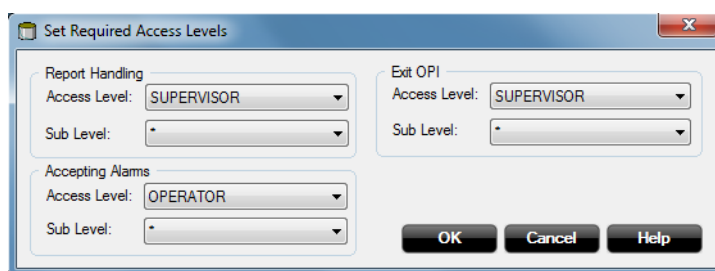 Set Required Access Levels
X
Report Handling
Access Level: SUPERVISOR
Sub Level: *
Exit OPI
Access Level: SUPERVISOR
Sub Level: *
Accepting Alarms
Access Level: OPERATOR
Sub Level: *
OK Cancel Help